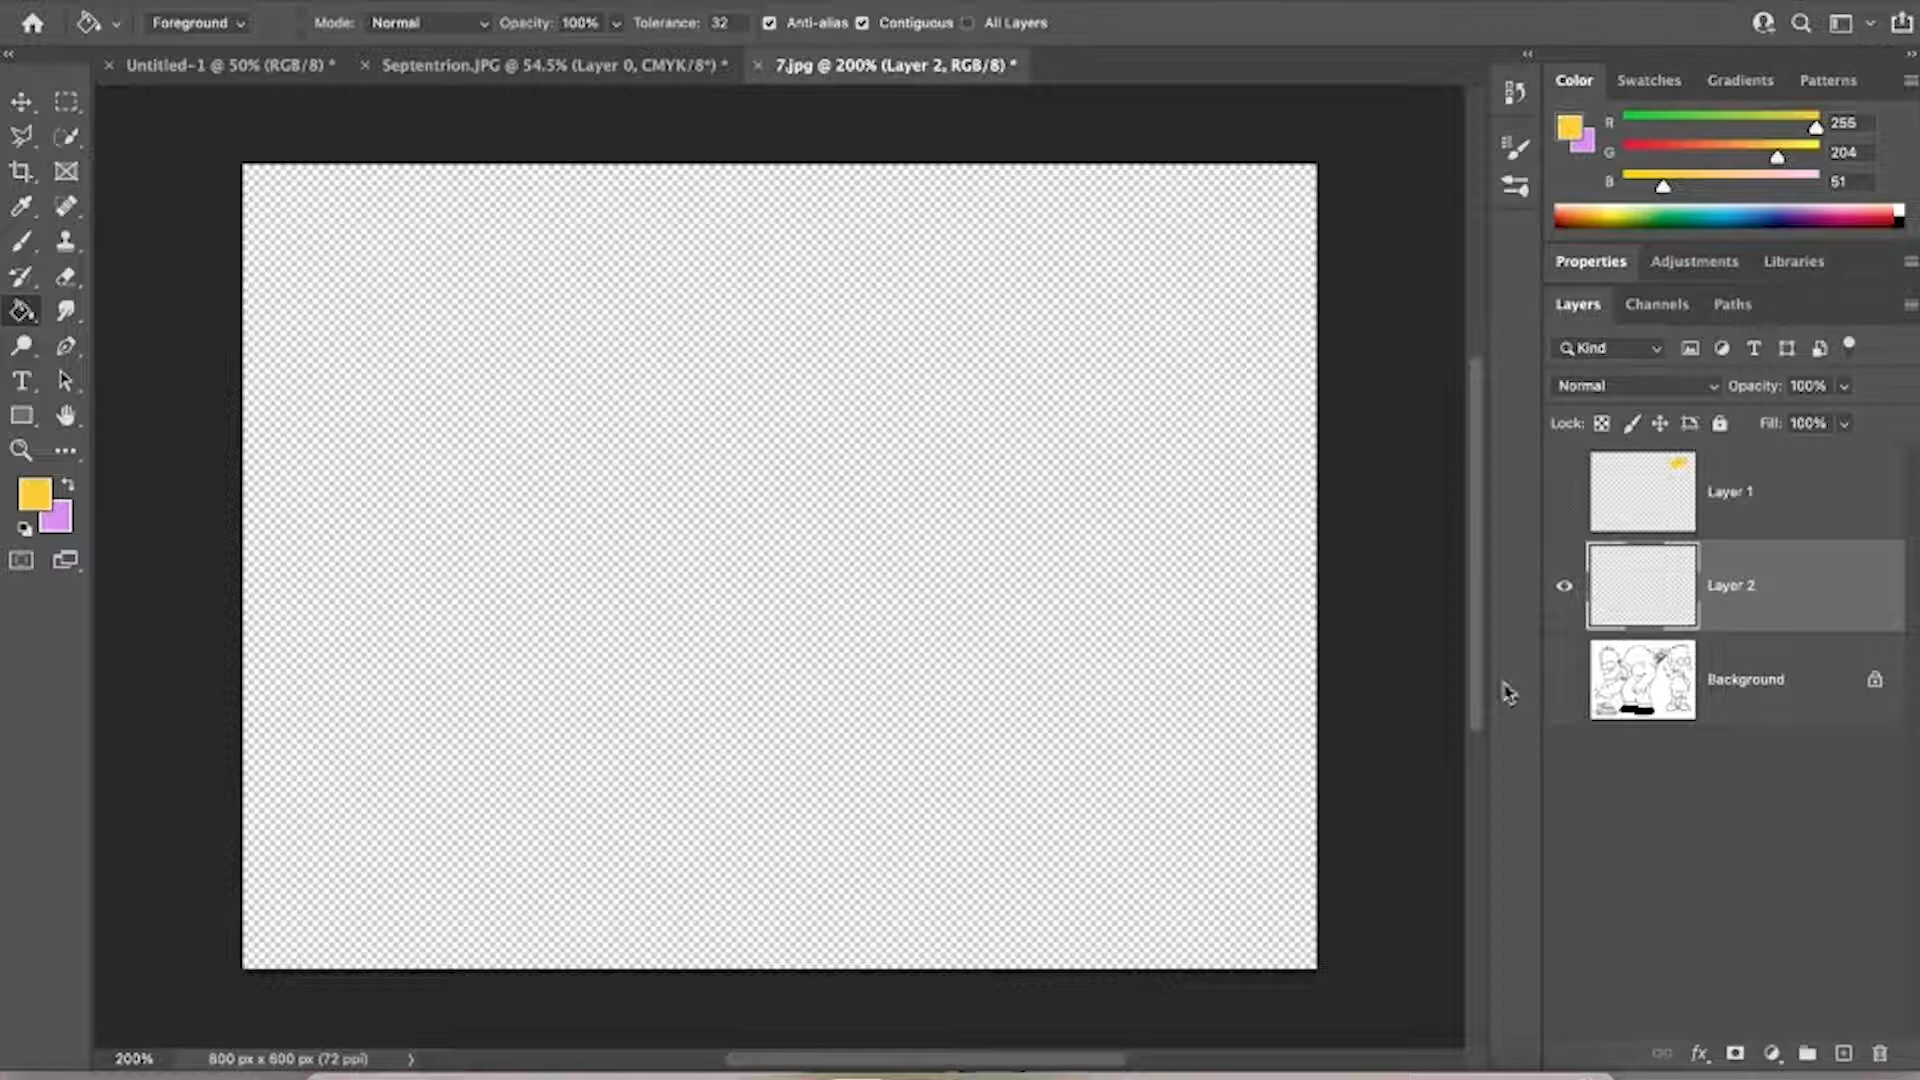 Foreground Mode: Normal Opacity: 100% Tolerance: 32 Anti-alias Contiguous All Layers
Untitled-1 @ 50% (RGB/8) * Septentrion.JPG @ 54.5% (Layer 0, CMYK/8*) * 7.jpg @ 200% (Layer 2, RGB/8) *
Color Swatches Gradients Patterns
R 255
G 204
B 51
Properties Adjustments Libraries
Layers Channels Paths
Kind
Normal Opacity: 100%
Lock: Fill: 100%
Layer 1
Layer 2
Background
200% 800 px x 600 px (72 ppi)
fx